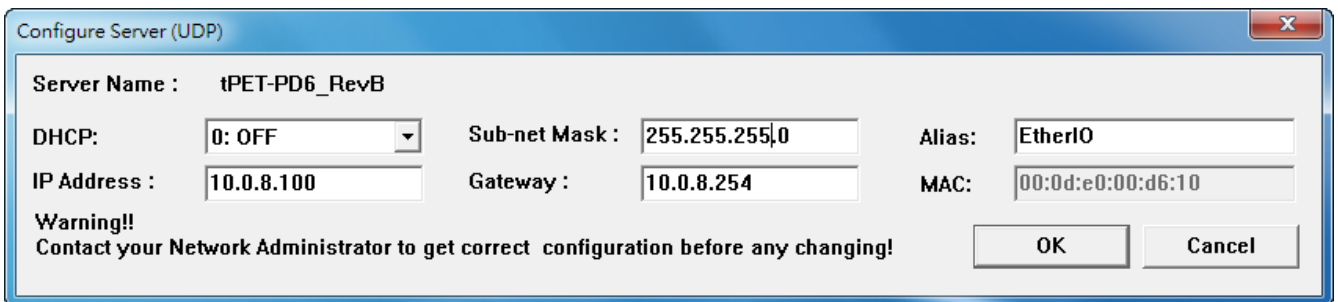 Configure Server (UDP)
Server Name : tPET-PD6_RevB
DHCP: 0: OFF Sub-net Mask : 255.255.255.0 Alias: EtherIO
IP Address : 10.0.8.100 Gateway : 10.0.8.254 MAC: 00:0d:e0:00:d6:10
Warning!!
Contact your Network Administrator to get correct configuration before any changing!
OK Cancel